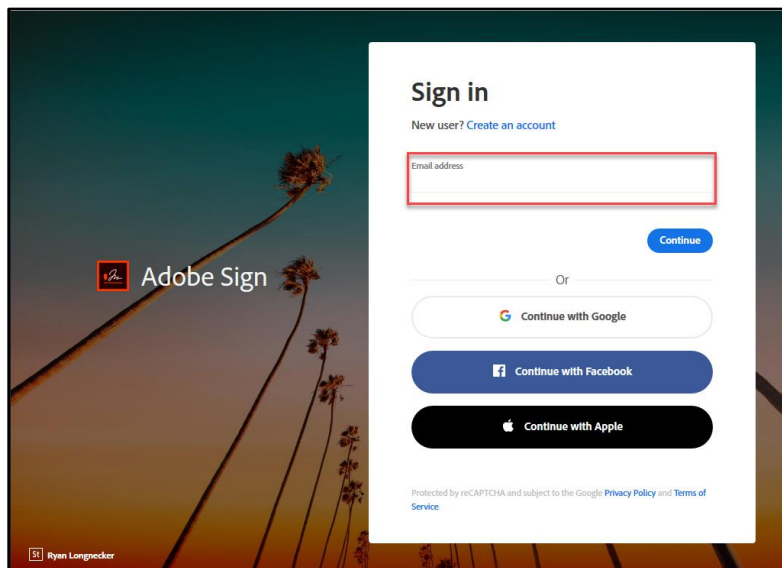 Sign in
New user? Create an account
Email address
Continue
Adobe Sign
Or
Continue with Google
Continue with Facebook
Continue with Apple
Protected by reCAPTCHA and subject to the Google Privacy Policy and Terms of
Service.
St Ryan Longnecker